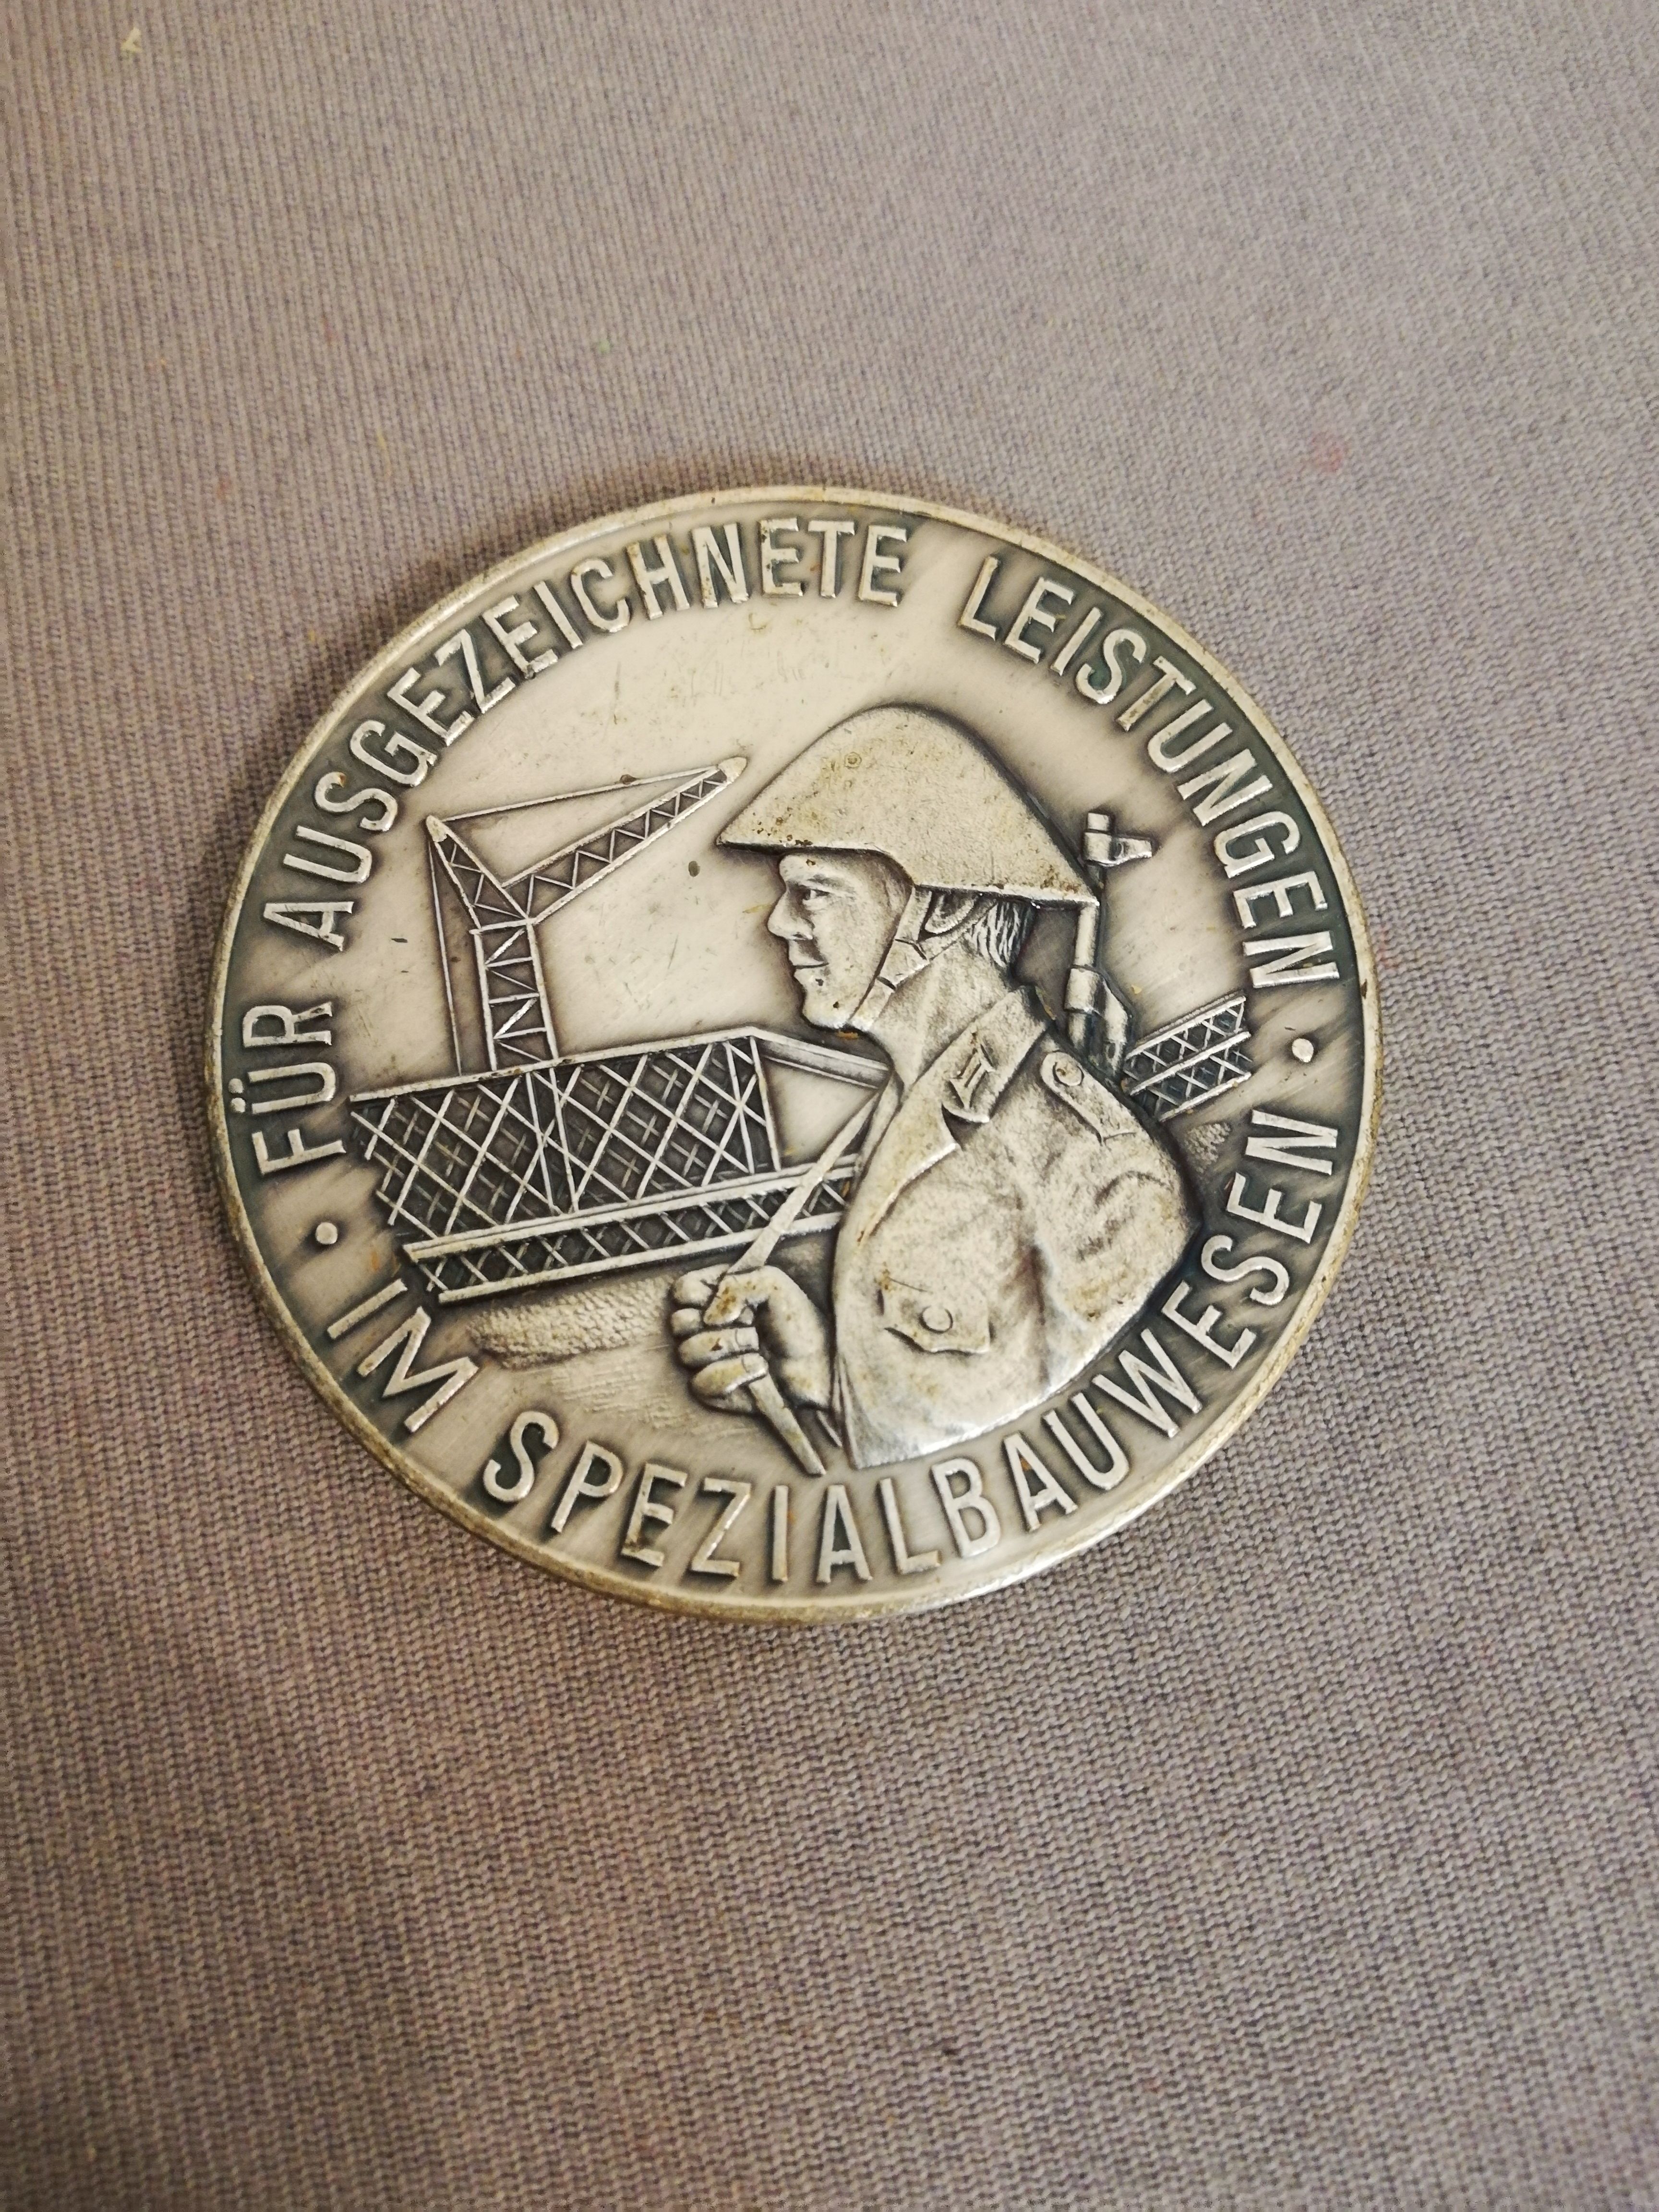 FÜR AUSGEZEICHNETE LEISTUNGEN
IM SPEZIALBAUWESEN